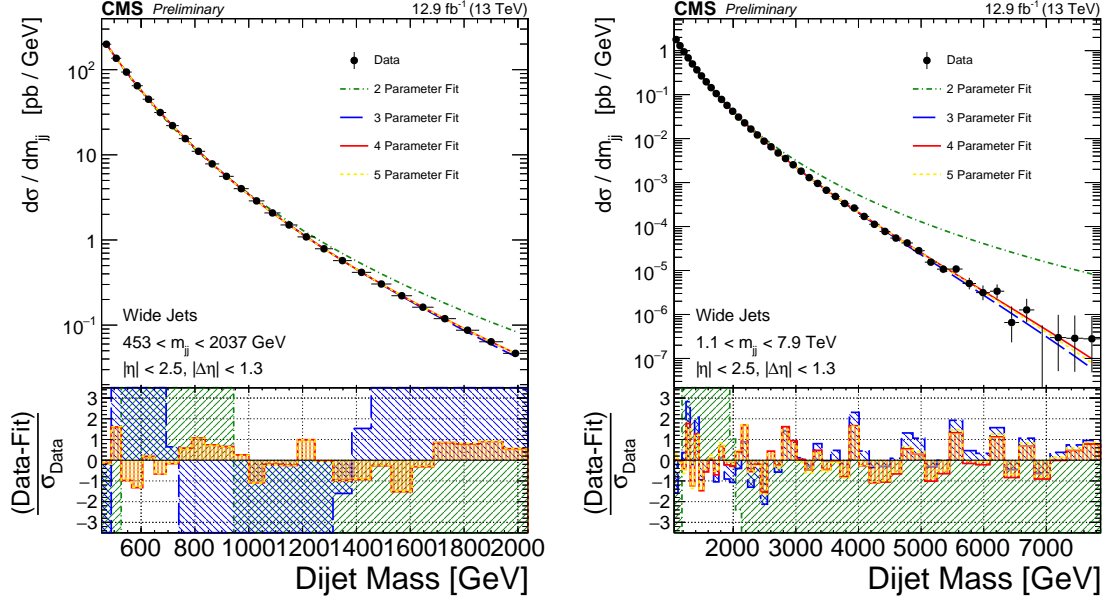 CMS Preliminary 12.9 fb⁻¹ (13 TeV)
dσ / dm_jj [pb / GeV]
10²
10
1
10⁻¹
Data
2 Parameter Fit
3 Parameter Fit
4 Parameter Fit
5 Parameter Fit
Wide Jets
453 < m_jj < 2037 GeV
|η| < 2.5, |Δη| < 1.3
(Data-Fit)
σ_Data
3
2
1
0
−1
−2
−3
600 800 1000 1200 1400 1600 1800 2000
Dijet Mass [GeV]
CMS Preliminary 12.9 fb⁻¹ (13 TeV)
dσ / dm_jj [pb / GeV]
1
10⁻¹
10⁻²
10⁻³
10⁻⁴
10⁻⁵
10⁻⁶
10⁻⁷
Data
2 Parameter Fit
3 Parameter Fit
4 Parameter Fit
5 Parameter Fit
Wide Jets
1.1 < m_jj < 7.9 TeV
|η| < 2.5, |Δη| < 1.3
(Data-Fit)
σ_Data
3
2
1
0
−1
−2
−3
2000 3000 4000 5000 6000 7000
Dijet Mass [GeV]